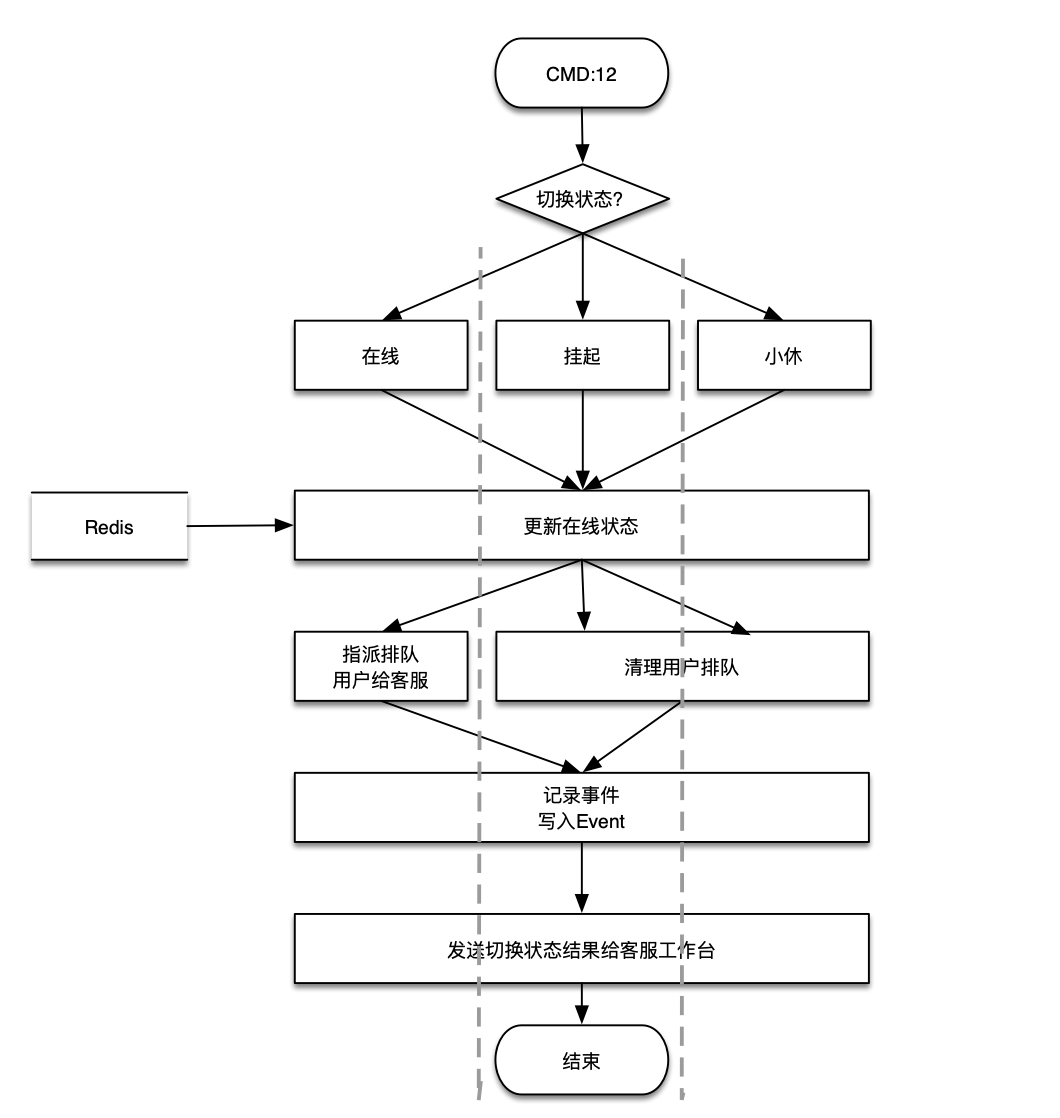 CMD:12
切换状态?
在线
挂起
小休
Redis
更新在线状态
指派排队
用户给客服
清理用户排队
记录事件
写入Event
发送切换状态结果给客服工作台
结束